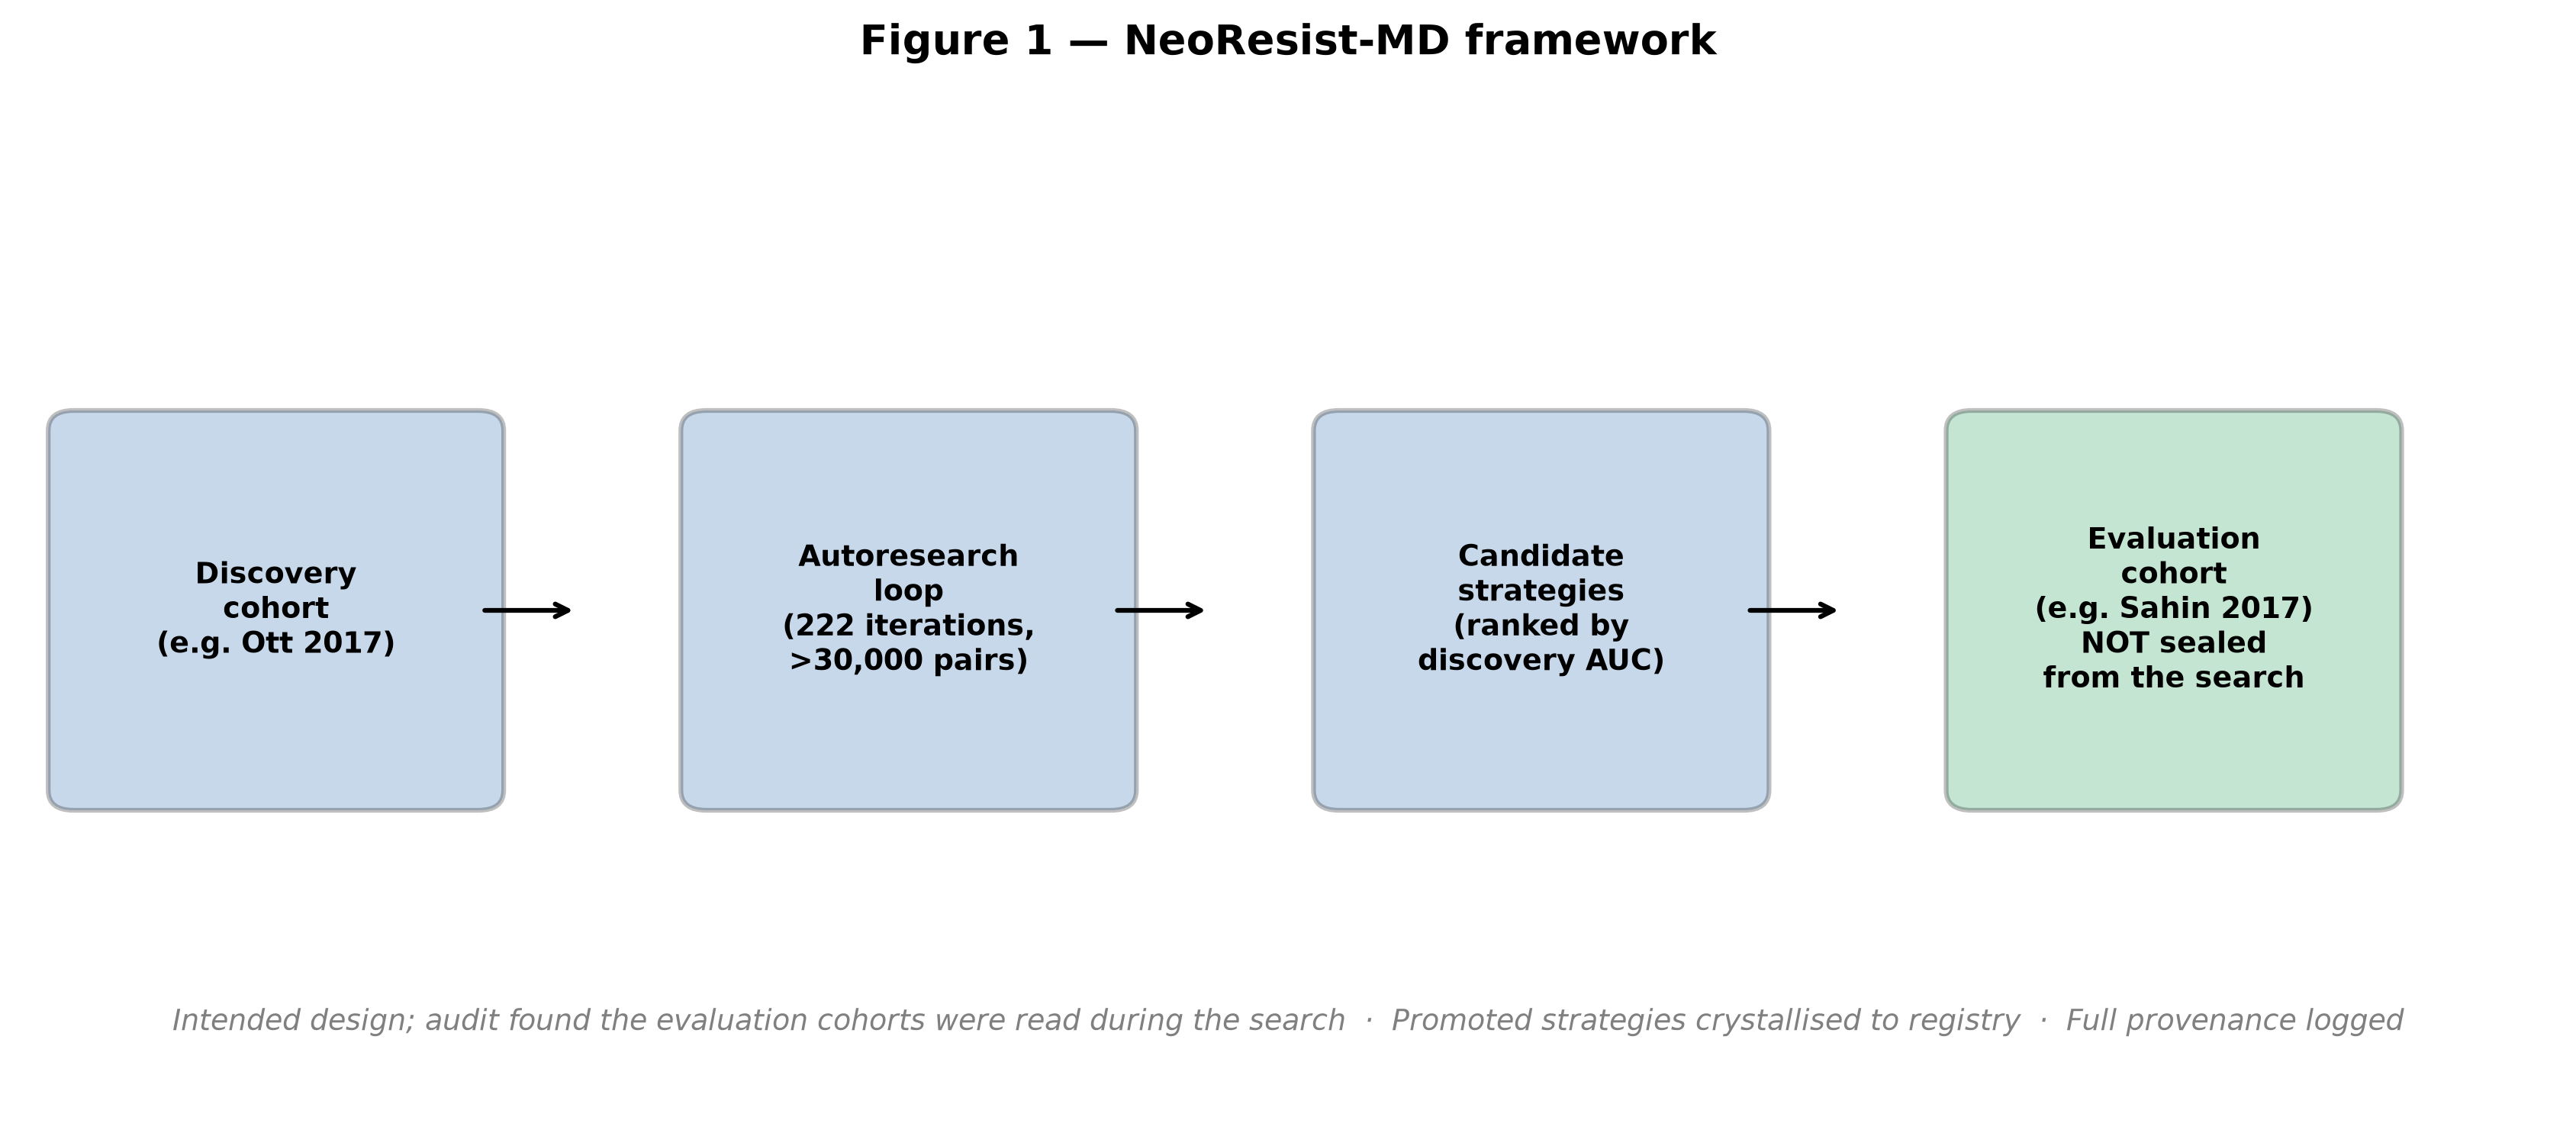 Figure 1 — NeoResist-MD framework
Discovery
cohort
(e.g. Ott 2017)
Autoresearch
loop
(222 iterations,
>30,000 pairs)
Candidate
strategies
(ranked by
discovery AUC)
Evaluation
cohort
(e.g. Sahin 2017)
NOT sealed
from the search
Intended design; audit found the evaluation cohorts were read during the search · Promoted strategies crystallised to registry · Full provenance logged